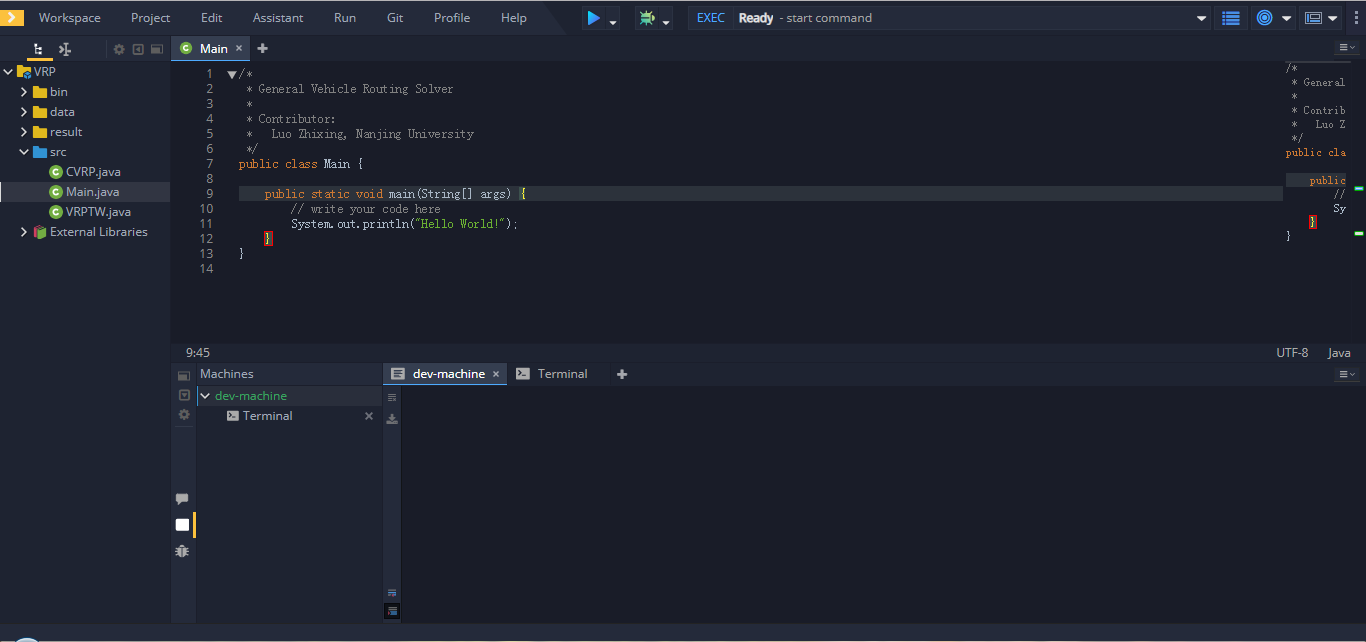 Workspace Project Edit Assistant Run Git Profile Help EXEC Ready - start command
Main
VRP
bin
data
result
src
CVRP.java
Main.java
VRPTW.java
External Libraries
1 /*
2 * General Vehicle Routing Solver
3 *
4 * Contributor:
5 * Luo Zhixing, Nanjing University
6 */
7 public class Main {
8
9 public static void main(String[] args) {
10 // write your code here
11 System.out.println("Hello World!");
12 }
13 }
14
/*
* General
*
* Contrib
* Luo Z
*/
public cla
public
//
Sy
}
}
9:45 UTF-8 Java
Machines
dev-machine
Terminal
dev-machine Terminal